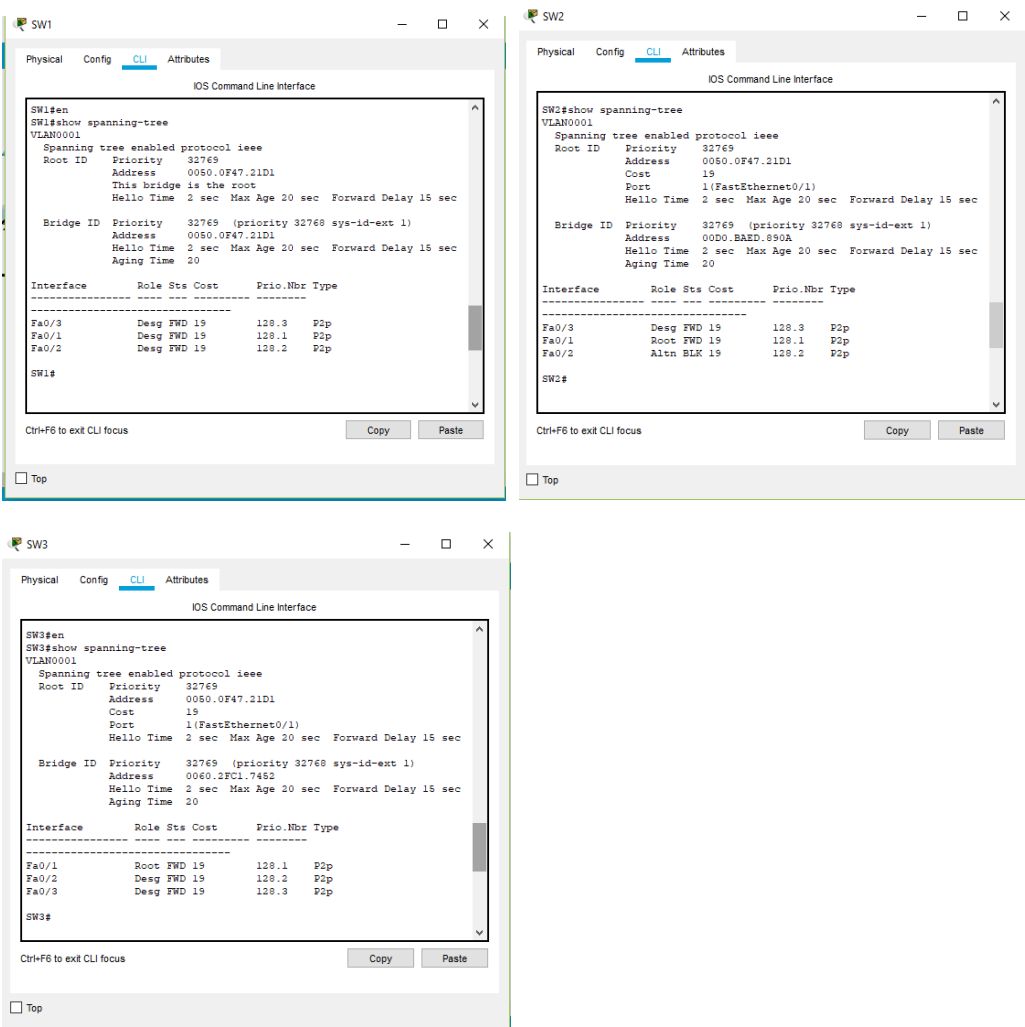 SW1
Physical Config CLI Attributes
IOS Command Line Interface
SW1#en
SW1#show spanning-tree
VLAN0001
  Spanning tree enabled protocol ieee
  Root ID    Priority    32769
             Address     0050.0F47.21D1
             This bridge is the root
             Hello Time  2 sec  Max Age 20 sec  Forward Delay 15 sec

  Bridge ID  Priority    32769  (priority 32768 sys-id-ext 1)
             Address     0050.0F47.21D1
             Hello Time  2 sec  Max Age 20 sec  Forward Delay 15 sec
             Aging Time  20

Interface        Role Sts Cost      Prio.Nbr Type
---------------- ---- --- --------- --------
--------------------------------
Fa0/3            Desg FWD 19        128.3    P2p
Fa0/1            Desg FWD 19        128.1    P2p
Fa0/2            Desg FWD 19        128.2    P2p

SW1#
Ctrl+F6 to exit CLI focus
Copy Paste
Top
SW2
Physical Config CLI Attributes
IOS Command Line Interface
SW2#show spanning-tree
VLAN0001
  Spanning tree enabled protocol ieee
  Root ID    Priority    32769
             Address     0050.0F47.21D1
             Cost        19
             Port        1(FastEthernet0/1)
             Hello Time  2 sec  Max Age 20 sec  Forward Delay 15 sec

  Bridge ID  Priority    32769  (priority 32768 sys-id-ext 1)
             Address     00D0.BAED.890A
             Hello Time  2 sec  Max Age 20 sec  Forward Delay 15 sec
             Aging Time  20

Interface        Role Sts Cost      Prio.Nbr Type
---------------- ---- --- --------- --------
--------------------------------
Fa0/3            Desg FWD 19        128.3    P2p
Fa0/1            Root FWD 19        128.1    P2p
Fa0/2            Altn BLK 19        128.2    P2p

SW2#
Ctrl+F6 to exit CLI focus
Copy Paste
Top
SW3
Physical Config CLI Attributes
IOS Command Line Interface
SW3#en
SW3#show spanning-tree
VLAN0001
  Spanning tree enabled protocol ieee
  Root ID    Priority    32769
             Address     0050.0F47.21D1
             Cost        19
             Port        1(FastEthernet0/1)
             Hello Time  2 sec  Max Age 20 sec  Forward Delay 15 sec

  Bridge ID  Priority    32769  (priority 32768 sys-id-ext 1)
             Address     0060.2FC1.7452
             Hello Time  2 sec  Max Age 20 sec  Forward Delay 15 sec
             Aging Time  20

Interface        Role Sts Cost      Prio.Nbr Type
---------------- ---- --- --------- --------
--------------------------------
Fa0/1            Root FWD 19        128.1    P2p
Fa0/2            Desg FWD 19        128.2    P2p
Fa0/3            Desg FWD 19        128.3    P2p

SW3#
Ctrl+F6 to exit CLI focus
Copy Paste
Top